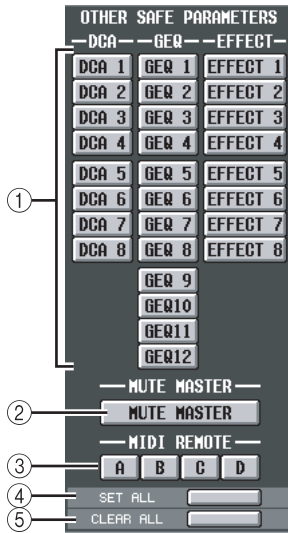 OTHER SAFE PARAMETERS
DCA GEQ EFFECT
DCA 1 GEQ 1 EFFECT 1
DCA 2 GEQ 2 EFFECT 2
DCA 3 GEQ 3 EFFECT 3
DCA 4 GEQ 4 EFFECT 4
DCA 5 GEQ 5 EFFECT 5
1 DCA 6 GEQ 6 EFFECT 6
DCA 7 GEQ 7 EFFECT 7
DCA 8 GEQ 8 EFFECT 8
GEQ 9
GEQ10
GEQ11
GEQ12
MUTE MASTER
2 MUTE MASTER
MIDI REMOTE
3 A B C D
4 SET ALL
5 CLEAR ALL